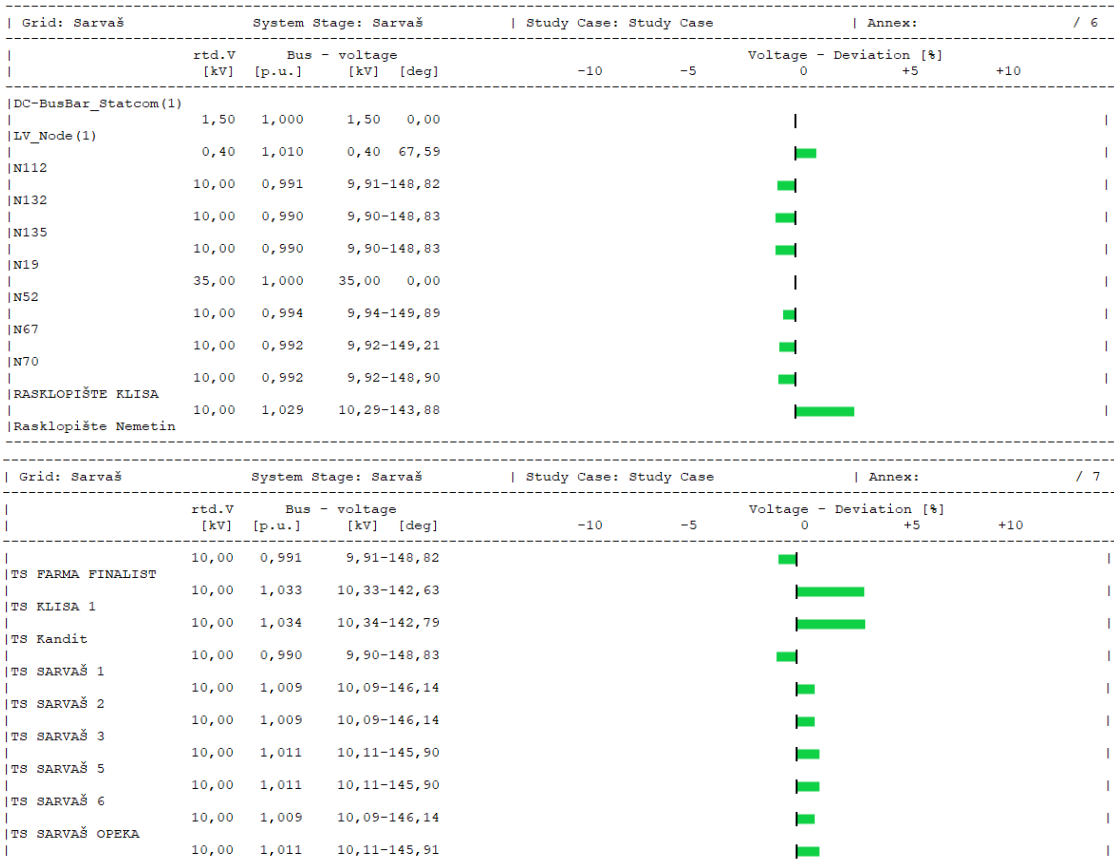 | Grid: Sarvaš System Stage: Sarvaš | Study Case: Study Case | Annex: / 6
| rtd.V Bus - voltage Voltage - Deviation [%]
| [kV] [p.u.] [kV] [deg] -10 -5 0 +5 +10
|DC-BusBar_Statcom(1)
| 1,50 1,000 1,50 0,00 |
|LV_Node(1)
| 0,40 1,010 0,40 67,59 |
|N112
| 10,00 0,991 9,91-148,82 |
|N132
| 10,00 0,990 9,90-148,83 |
|N135
| 10,00 0,990 9,90-148,83 |
|N19
| 35,00 1,000 35,00 0,00 |
|N52
| 10,00 0,994 9,94-149,89 |
|N67
| 10,00 0,992 9,92-149,21 |
|N70
| 10,00 0,992 9,92-148,90 |
|RASKLOPIŠTE KLISA
| 10,00 1,029 10,29-143,88 |
|Rasklopište Nemetin
| Grid: Sarvaš System Stage: Sarvaš | Study Case: Study Case | Annex: / 7
| rtd.V Bus - voltage Voltage - Deviation [%]
| [kV] [p.u.] [kV] [deg] -10 -5 0 +5 +10
| 10,00 0,991 9,91-148,82 |
|TS FARMA FINALIST
| 10,00 1,033 10,33-142,63 |
|TS KLISA 1
| 10,00 1,034 10,34-142,79 |
|TS Kandit
| 10,00 0,990 9,90-148,83 |
|TS SARVAŠ 1
| 10,00 1,009 10,09-146,14 |
|TS SARVAŠ 2
| 10,00 1,009 10,09-146,14 |
|TS SARVAŠ 3
| 10,00 1,011 10,11-145,90 |
|TS SARVAŠ 5
| 10,00 1,011 10,11-145,90 |
|TS SARVAŠ 6
| 10,00 1,009 10,09-146,14 |
|TS SARVAŠ OPEKA
| 10,00 1,011 10,11-145,91 |